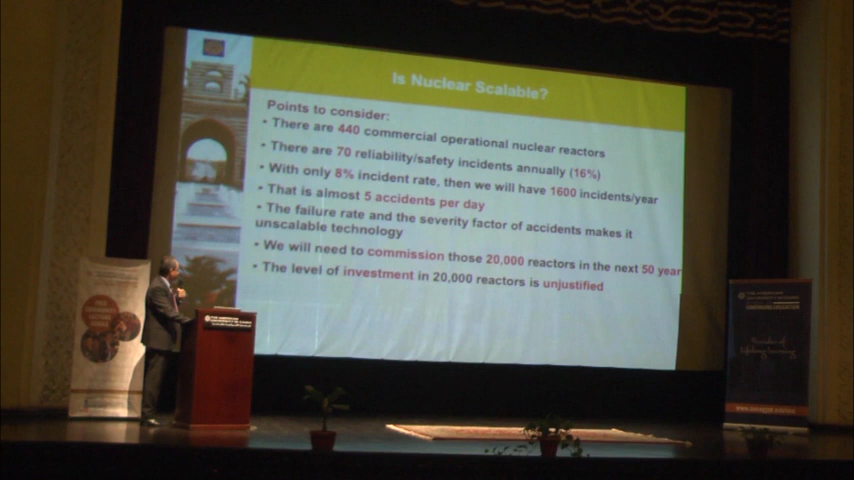 Is Nuclear Scalable?
Points to consider:
• There are 440 commercial operational nuclear reactors
• There are 70 reliability/safety incidents annually (16%)
• With only 8% incident rate, then we will have 1600 incidents/year
• That is almost 5 accidents per day
• The failure rate and the severity factor of accidents makes it
unscalable technology
• We will need to commission those 20,000 reactors in the next 50 year
• The level of investment in 20,000 reactors is unjustified
THE AMERICAN